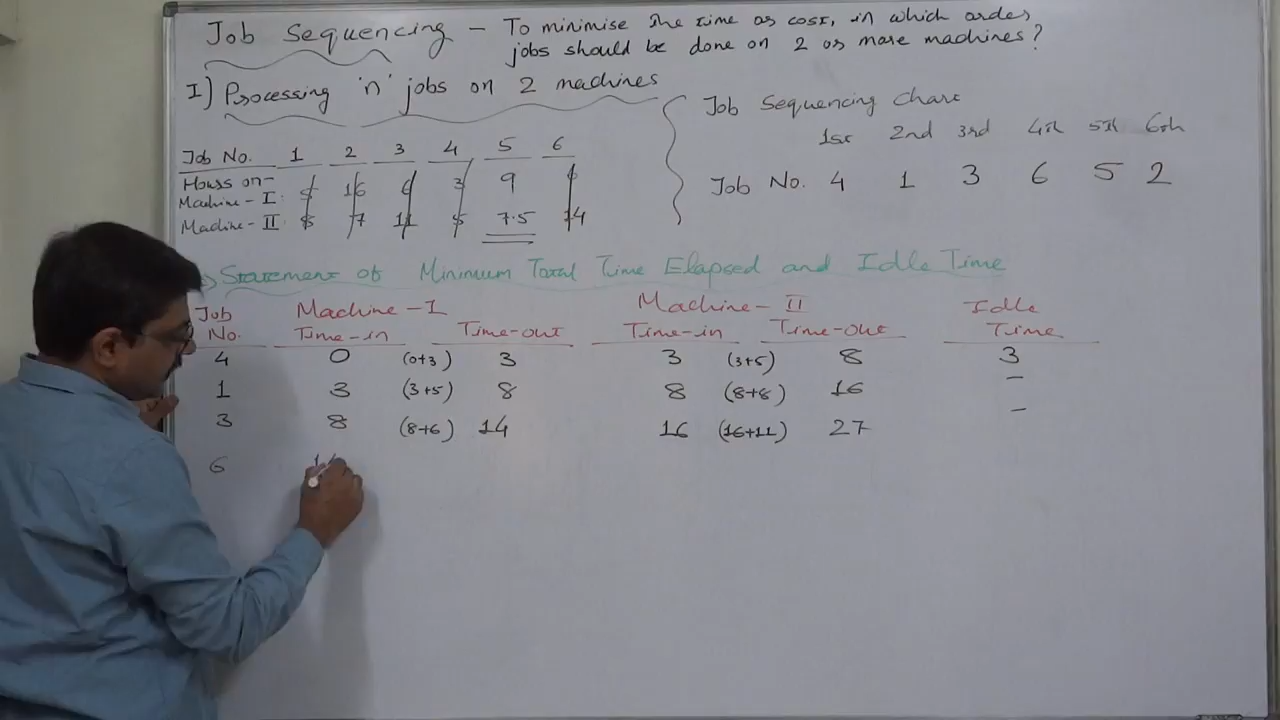 Job Sequencing – To minimise the time or cost, in which order
jobs should be done on 2 or more machines?
I) Processing 'n' jobs on 2 machines
Job No. 1 2 3 4 5 6
Hours on-
Machine-I: 16 3 9
Machine-II: 7 11 7.5 14
Job Sequencing Chart
1st 2nd 3rd 4th 5th 6th
Job No. 4 1 3 6 5 2
Statement of Minimum Total Time Elapsed and Idle Time
Job No. Machine-I Machine-II Idle Time
Time-in Time-out Time-in Time-out
4 0 (0+3) 3 3 (3+5) 8 3
1 3 (3+5) 8 8 (8+8) 16 –
3 8 (8+6) 14 16 (16+11) 27 –
6